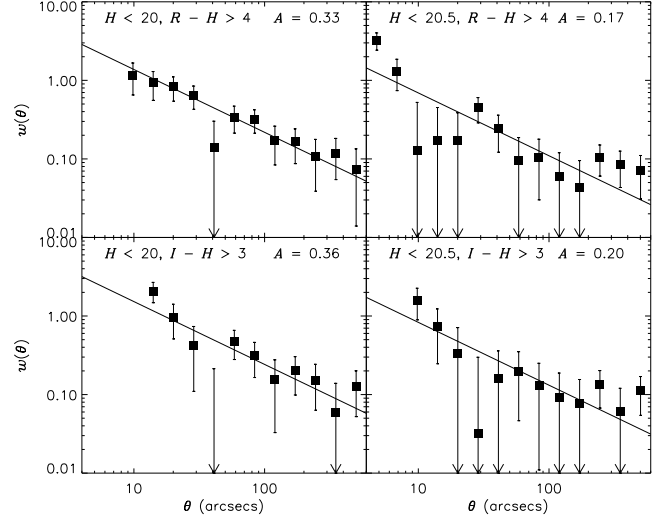 10.00
H < 20, R − H > 4 A = 0.33
H < 20.5, R − H > 4 A = 0.17
1.00
w(θ)
0.10
0.01
10.00
H < 20, I − H > 3 A = 0.36
H < 20.5, I − H > 3 A = 0.20
1.00
w(θ)
0.10
0.01
10 100 10 100
θ (arcsecs) θ (arcsecs)